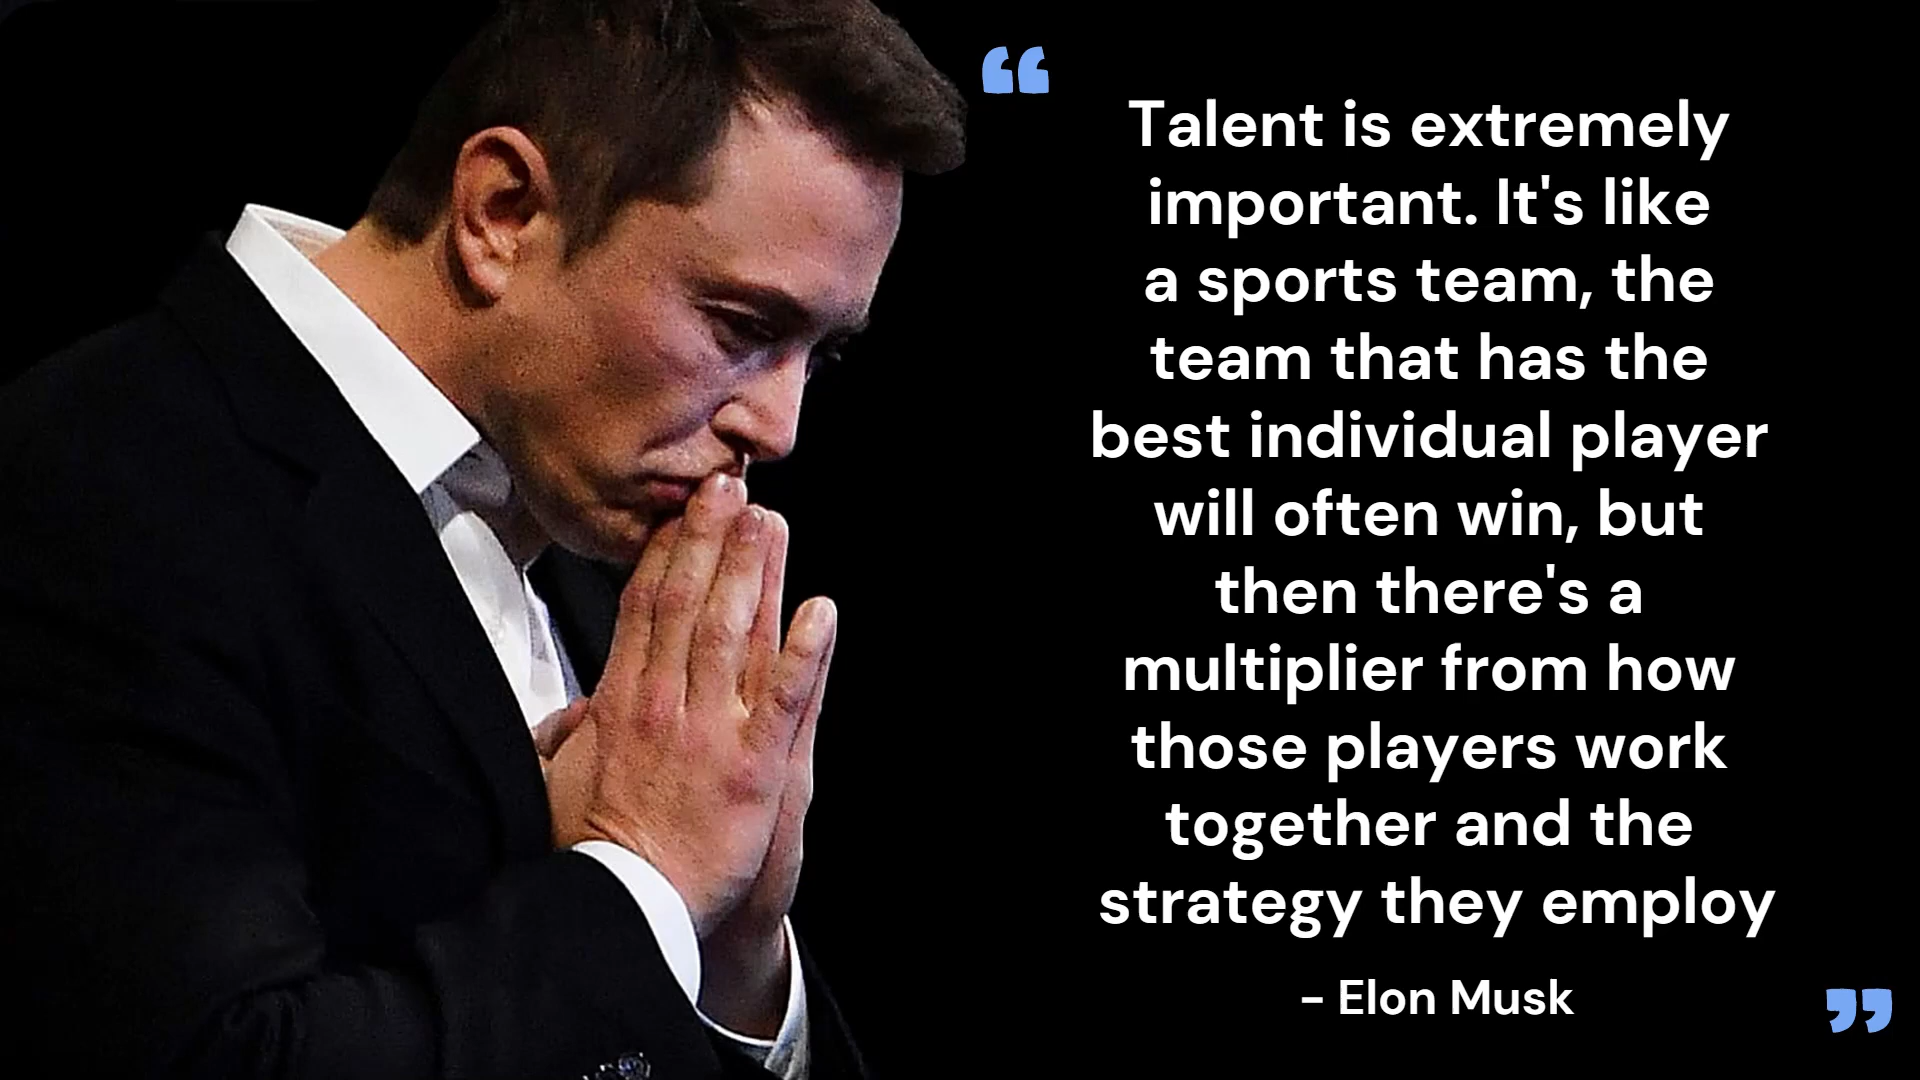 “
Talent is extremely
important. It's like
a sports team, the
team that has the
best individual player
will often win, but
then there's a
multiplier from how
those players work
together and the
strategy they employ
– Elon Musk
”